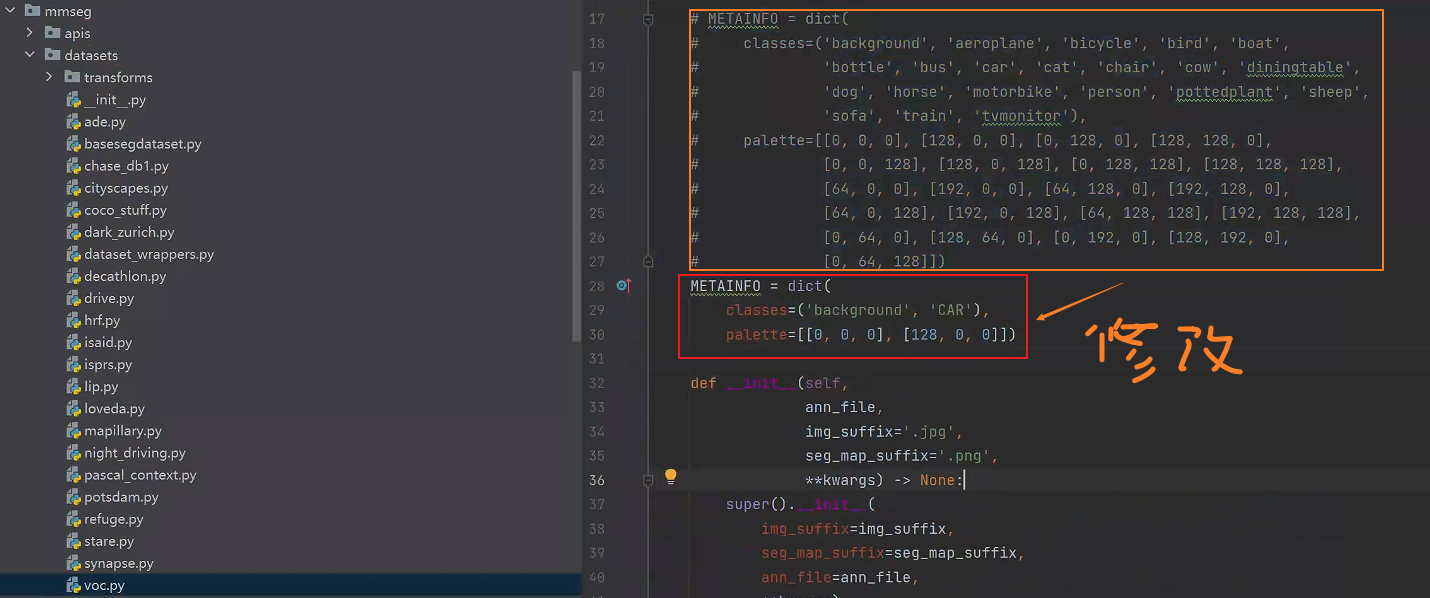 mmseg
apis
datasets
transforms
__init__.py
ade.py
basesegdataset.py
chase_db1.py
cityscapes.py
coco_stuff.py
dark_zurich.py
dataset_wrappers.py
decathlon.py
drive.py
hrf.py
isaid.py
isprs.py
lip.py
loveda.py
mapillary.py
night_driving.py
pascal_context.py
potsdam.py
refuge.py
stare.py
synapse.py
voc.py
17 # METAINFO = dict(
18 #     classes=('background', 'aeroplane', 'bicycle', 'bird', 'boat',
19 #              'bottle', 'bus', 'car', 'cat', 'chair', 'cow', 'diningtable',
20 #              'dog', 'horse', 'motorbike', 'person', 'pottedplant', 'sheep',
21 #              'sofa', 'train', 'tvmonitor'),
22 #     palette=[[0, 0, 0], [128, 0, 0], [0, 128, 0], [128, 128, 0],
23 #              [0, 0, 128], [128, 0, 128], [0, 128, 128], [128, 128, 128],
24 #              [64, 0, 0], [192, 0, 0], [64, 128, 0], [192, 128, 0],
25 #              [64, 0, 128], [192, 0, 128], [64, 128, 128], [192, 128, 128],
26 #              [0, 64, 0], [128, 64, 0], [0, 192, 0], [128, 192, 0],
27 #              [0, 64, 128]])
28 METAINFO = dict(
29     classes=('background', 'CAR'),
30     palette=[[0, 0, 0], [128, 0, 0]])
修改
31
32 def __init__(self,
33              ann_file,
34              img_suffix='.jpg',
35              seg_map_suffix='.png',
36              **kwargs) -> None:
37     super().__init__(
38         img_suffix=img_suffix,
39         seg_map_suffix=seg_map_suffix,
40         ann_file=ann_file,